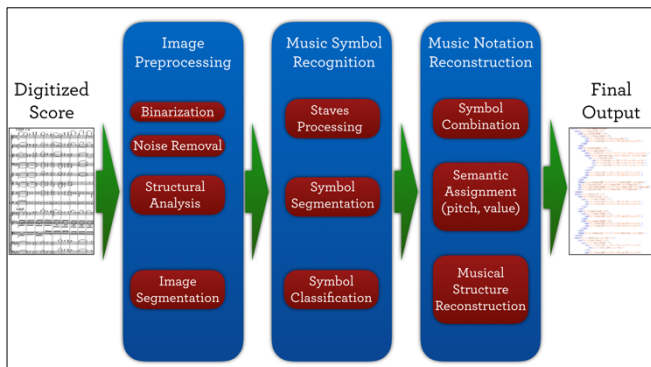 Digitized
Score
Image
Preprocessing
Binarization
Noise Removal
Structural
Analysis
Image
Segmentation
Music Symbol
Recognition
Staves
Processing
Symbol
Segmentation
Symbol
Classification
Music Notation
Reconstruction
Symbol
Combination
Semantic
Assignment
(pitch, value)
Musical
Structure
Reconstruction
Final
Output